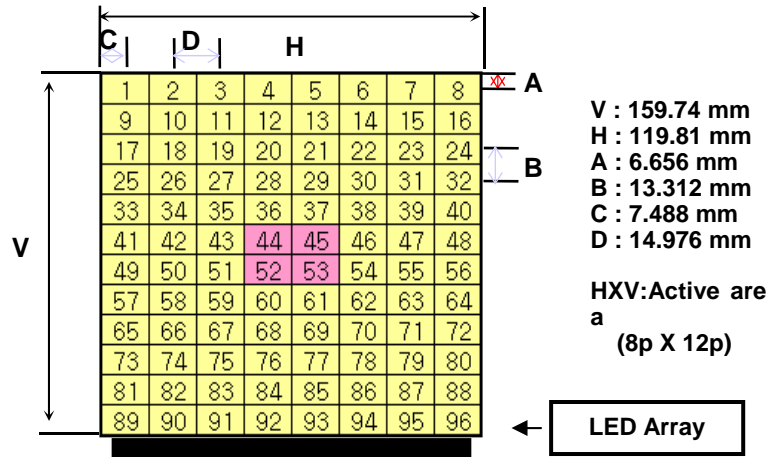 C D H
A
B
V
1 2 3 4 5 6 7 8
9 10 11 12 13 14 15 16
17 18 19 20 21 22 23 24
25 26 27 28 29 30 31 32
33 34 35 36 37 38 39 40
41 42 43 44 45 46 47 48
49 50 51 52 53 54 55 56
57 58 59 60 61 62 63 64
65 66 67 68 69 70 71 72
73 74 75 76 77 78 79 80
81 82 83 84 85 86 87 88
89 90 91 92 93 94 95 96
V : 159.74 mm
H : 119.81 mm
A : 6.656 mm
B : 13.312 mm
C : 7.488 mm
D : 14.976 mm
HXV:Active are
a
(8p X 12p)
LED Array